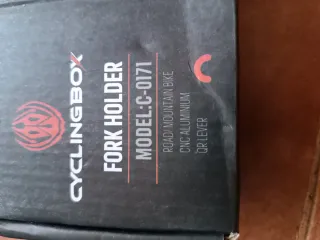 CYCLINGBOX
FORK HOLDER
MODEL:C-0171
ROAD/MOUNTAIN BIKE
CNC ALUMINIUM
QR LEVER